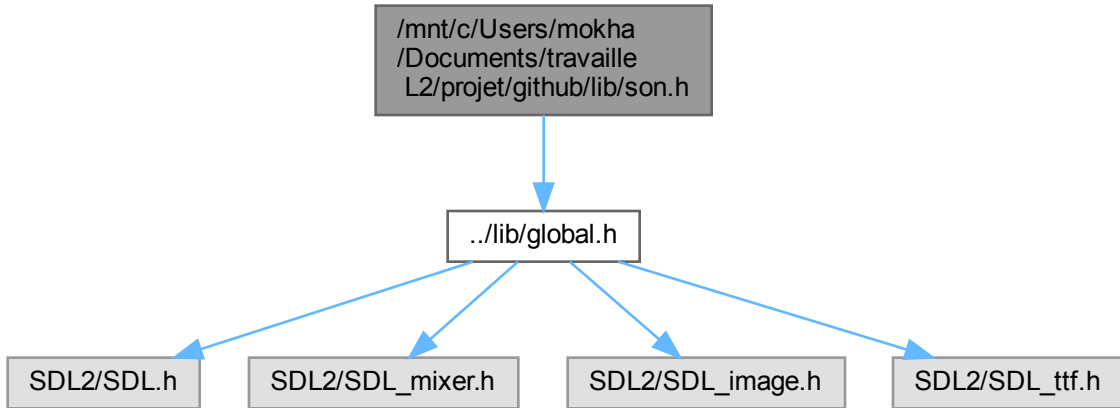 /mnt/c/Users/mokha
/Documents/travaille
L2/projet/github/lib/son.h
../lib/global.h
SDL2/SDL.h
SDL2/SDL_mixer.h
SDL2/SDL_image.h
SDL2/SDL_ttf.h